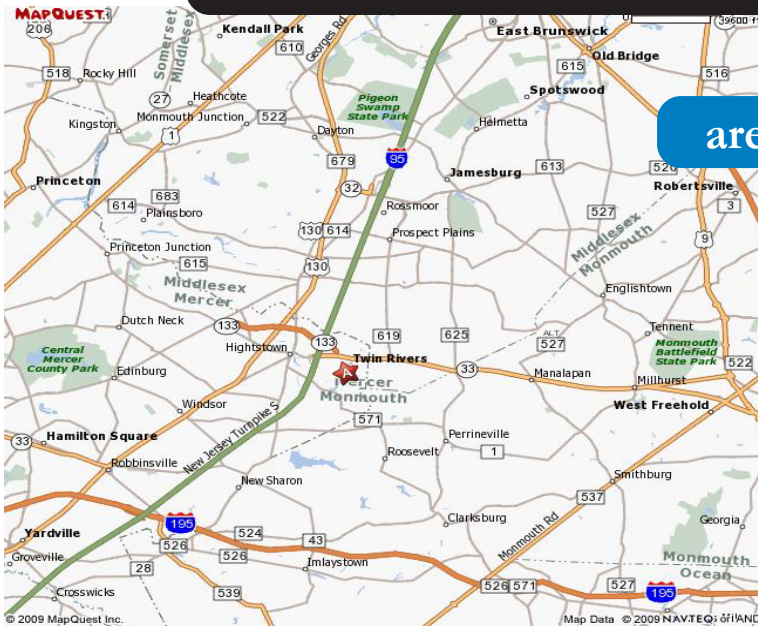 MAPQUEST.
206
Kendall Park
610
Georges Rd
East Brunswick
39600 ft
Old Bridge
518
Rocky Hill
Somerset
Middlesex
27
Heathcote
Monmouth Junction
522
Pigeon
Swamp
State Park
615
516
Spotswood
Kingston
1
Dayton
Helmetta
are
679
95
Princeton
32
Jamesburg
613
520
Robertsville
614
683
Plainsboro
Rossmoor
527
3
130
614
Prospect Plains
Middlesex
Monmouth
9
Princeton Junction
615
130
Middlesex
Mercer
Englishtown
Dutch Neck
133
133
619
625
ALT.
527
Tennent
Central
Mercer
County Park
Hightstown
Twin Rivers
Monmouth
Battlefield
State Park
522
Edinburg
A
33
Manalapan
Millhurst
Mercer
Monmouth
Windsor
571
West Freehold
33
Hamilton Square
New Jersey Turnpike S
Perrineville
Robbinsville
Roosevelt
1
New Sharon
Smithburg
537
195
Clarksburg
Georgia
Yardville
524
43
Monmouth Rd
526
526
Groveville
28
Imlaystown
Monmouth
Ocean
539
526
571
527
195
Crosswicks
© 2009 MapQuest Inc.
Map Data © 2009 NAVTEQ